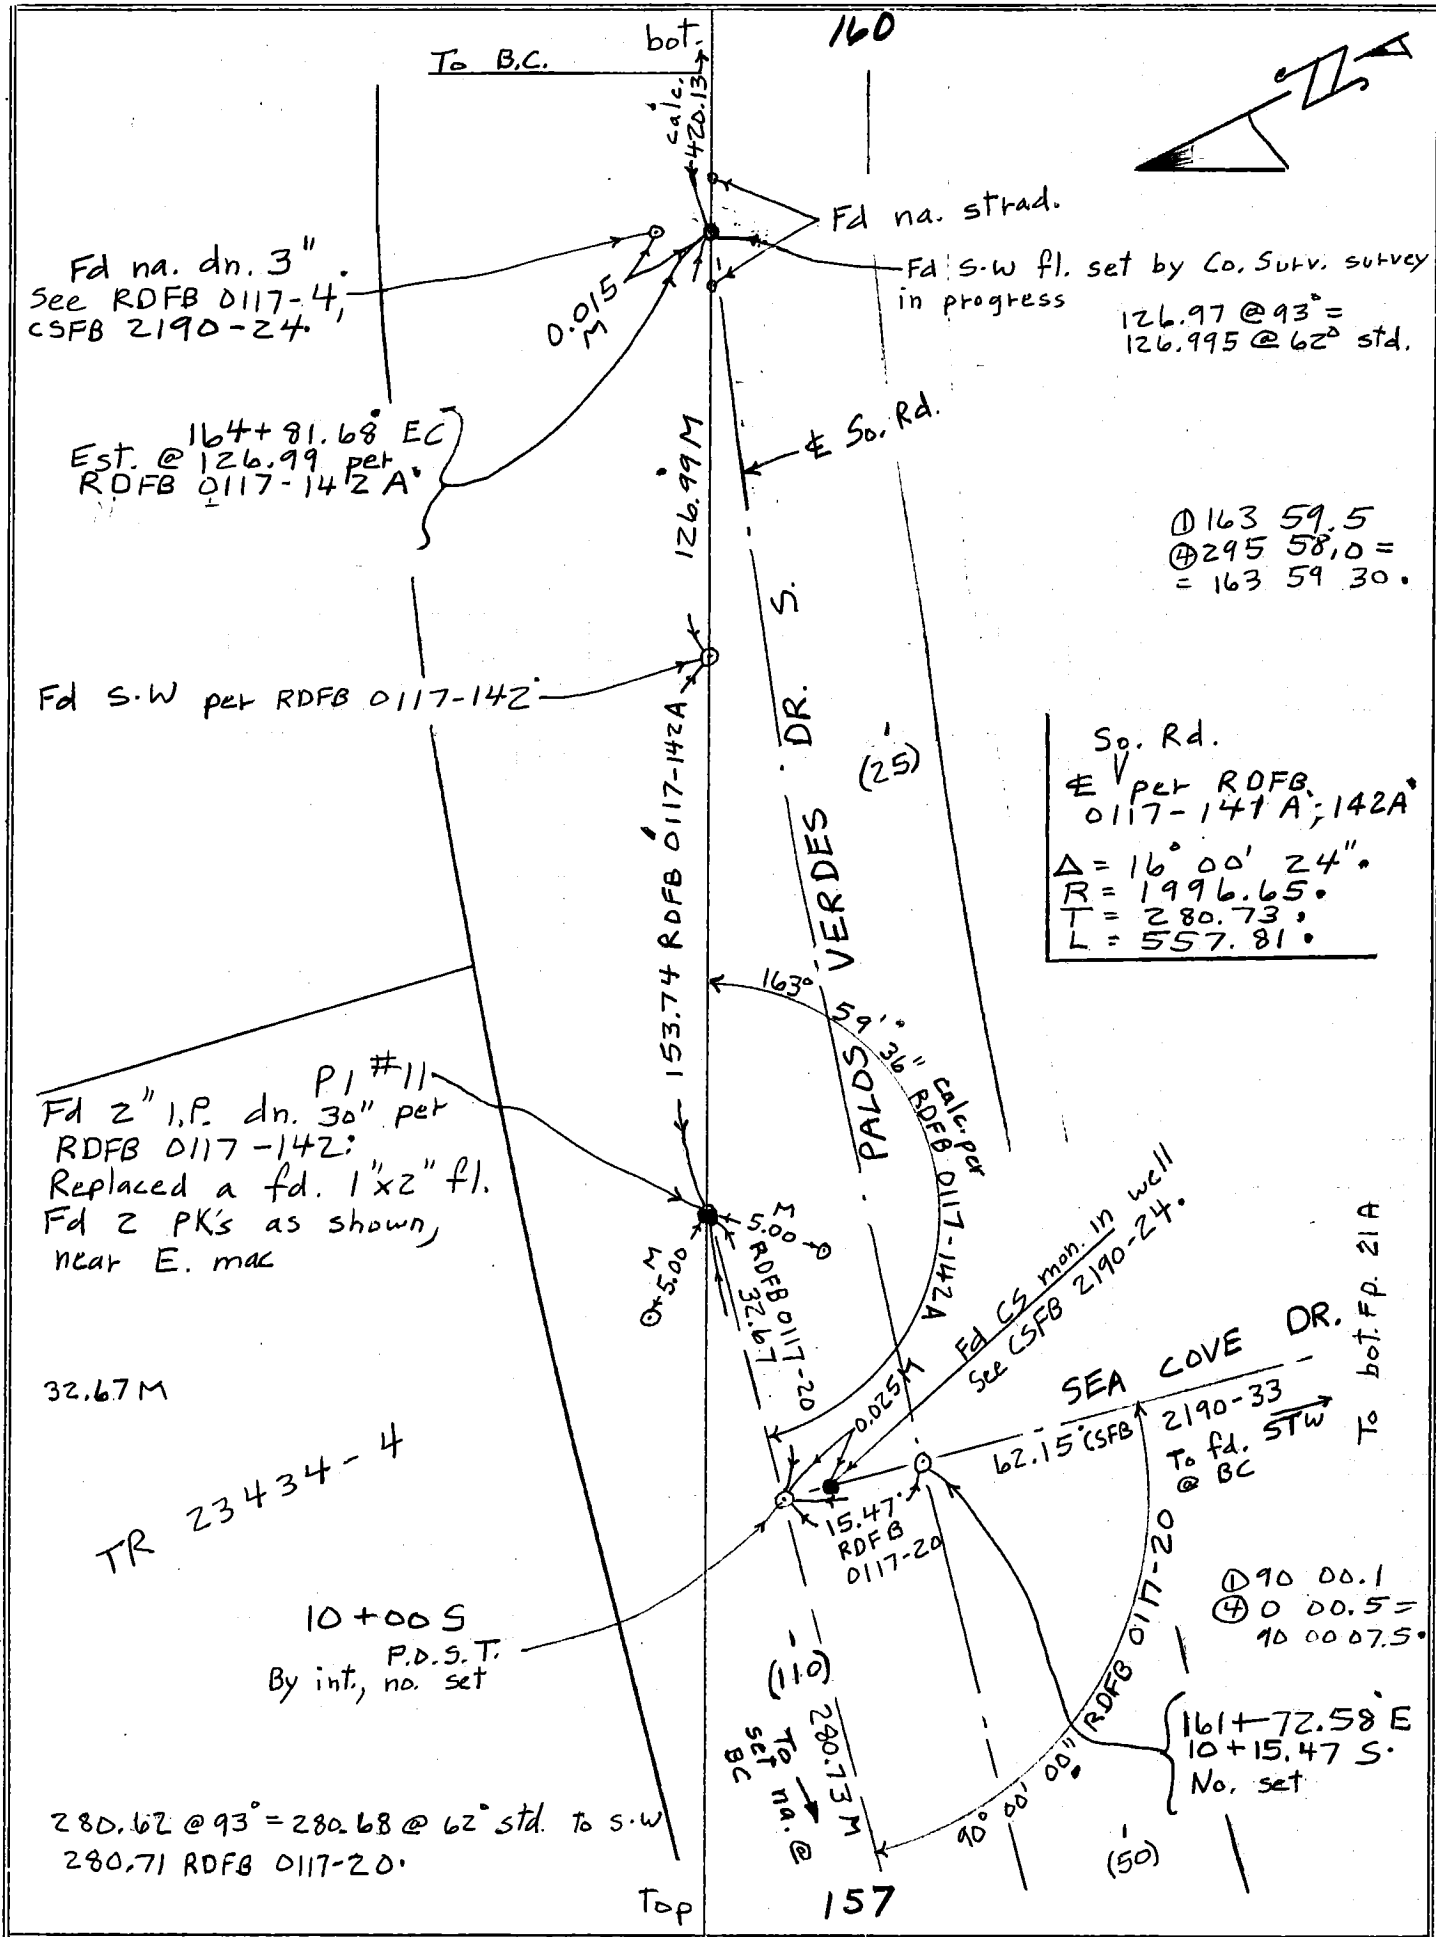 bot.
160
To B.C.
calc.
420.13
N
Fd na. strad.
Fd na. dn. 3".
See RDFB 0117-4,
CSFB 2190-24.
0.015
M
Fd S-W fl. set by Co. Surv. survey
in progress
126.97 @ 93° =
126.995 @ 62° std.
164+81.68 EC
Est. @ 126.99 per
RDFB 0117-142A
126.99 M
₵ So. Rd.
① 163 59.5
④ 295 58.0 =
= 163 59 30.
Fd S-W per RDFB 0117-142
153.74 RDFB 0117-142A
PALOS VERDES DR. S.
(25)
So. Rd.
₵ per RDFB
0117-141A; 142A
Δ = 16° 00' 24".
R = 1996.65.
T = 280.73.
L = 557.81.
163° 59' 36" calc. per
RDFB 0117-142A
PI #11
Fd 2" I.P. dn. 30" per
RDFB 0117-142.
Replaced a fd. 1"x2" fl.
Fd 2 PK's as shown,
near E. mac
5.00 M
5.00 M
RDFB 0117-20
32.67
Fd CS mon. in well
See CSFB 2190-24.
0.025 M
SEA COVE DR.
62.15 CSFB 2190-33
To fd. STW
@ BC
To bot. Fp. 21A
32.67 M
TR 23434-4
15.47
RDFB
0117-20
10+00 S
P.O.S.T.
By int., no. set
(110)
280.73 M
To
set na. @
BC
90° 00' 00" RDFB 0117-20
① 90 00.1
④ 0 00.5 =
90 00 07.5.
161+72.58 E
10+15.47 S.
No. set
(50)
280.62 @ 93° = 280.68 @ 62° std. to S-W
280.71 RDFB 0117-20.
Top
157